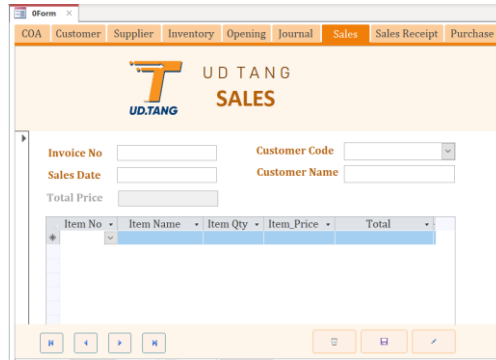 0Form
COA Customer Supplier Inventory Opening Journal Sales Sales Receipt Purchase
UD TANG
SALES
UD.TANG
Invoice No
Customer Code
Sales Date
Customer Name
Total Price
Item No Item Name Item Qty Item_Price Total